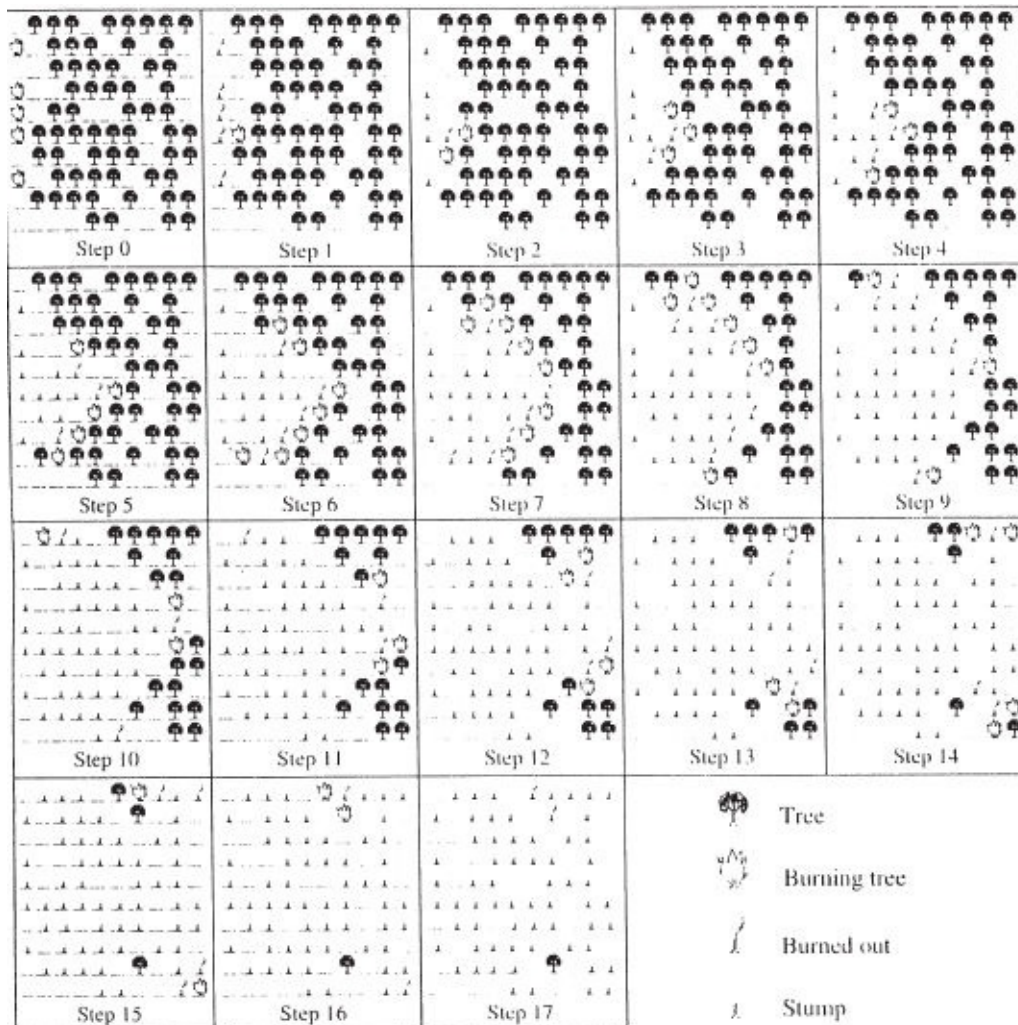 Step 0
Step 1
Step 2
Step 3
Step 4
Step 5
Step 6
Step 7
Step 8
Step 9
Step 10
Step 11
Step 12
Step 13
Step 14
Tree
Burning tree
Burned out
Stump
Step 15
Step 16
Step 17